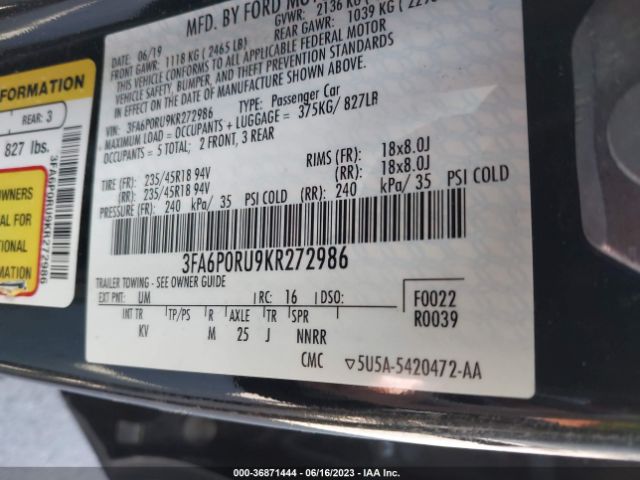 MFD. BY FORD MO
GVWR: 2136 KG
DATE: 06/19
REAR GAWR: 1039 KG
FRONT GAWR: 1118 KG (2465 LB)
THIS VEHICLE CONFORMS TO ALL APPLICABLE FEDERAL MOTOR
VEHICLE SAFETY, BUMPER, AND THEFT PREVENTION STANDARDS
IN EFFECT ON THE DATE OF MANUFACTURE SHOWN ABOVE.
VIN: 3FA6P0RU9KR272986 TYPE: Passenger Car
MAXIMUM LOAD = OCCUPANTS + LUGGAGE = 375KG/827LB
OCCUPANTS = 5 TOTAL; 2 FRONT, 3 REAR
TIRE (FR): 235/45R18 94V RIMS (FR): 18x8.0J
(RR): 235/45R18 94V (RR): 18x8.0J
PRESSURE (FR): 240 kPa/ 35 PSI COLD (RR): 240 kPa/ 35 PSI COLD
3FA6P0RU9KR272986
TRAILER TOWING - SEE OWNER GUIDE
EXT PNT: UM RC: 16 DSO: F0022
INT TR TP/PS R AXLE TR SPR R0039
KV M 25 J NNRR
CMC 5U5A-5420472-AA
FORMATION
REAR: 3
827 lbs.
3FA6P0RU9KR272986
OWNERS
AL FOR
TIONAL
MATION
000-36871444 / 06/16/2023 / IAA Inc.